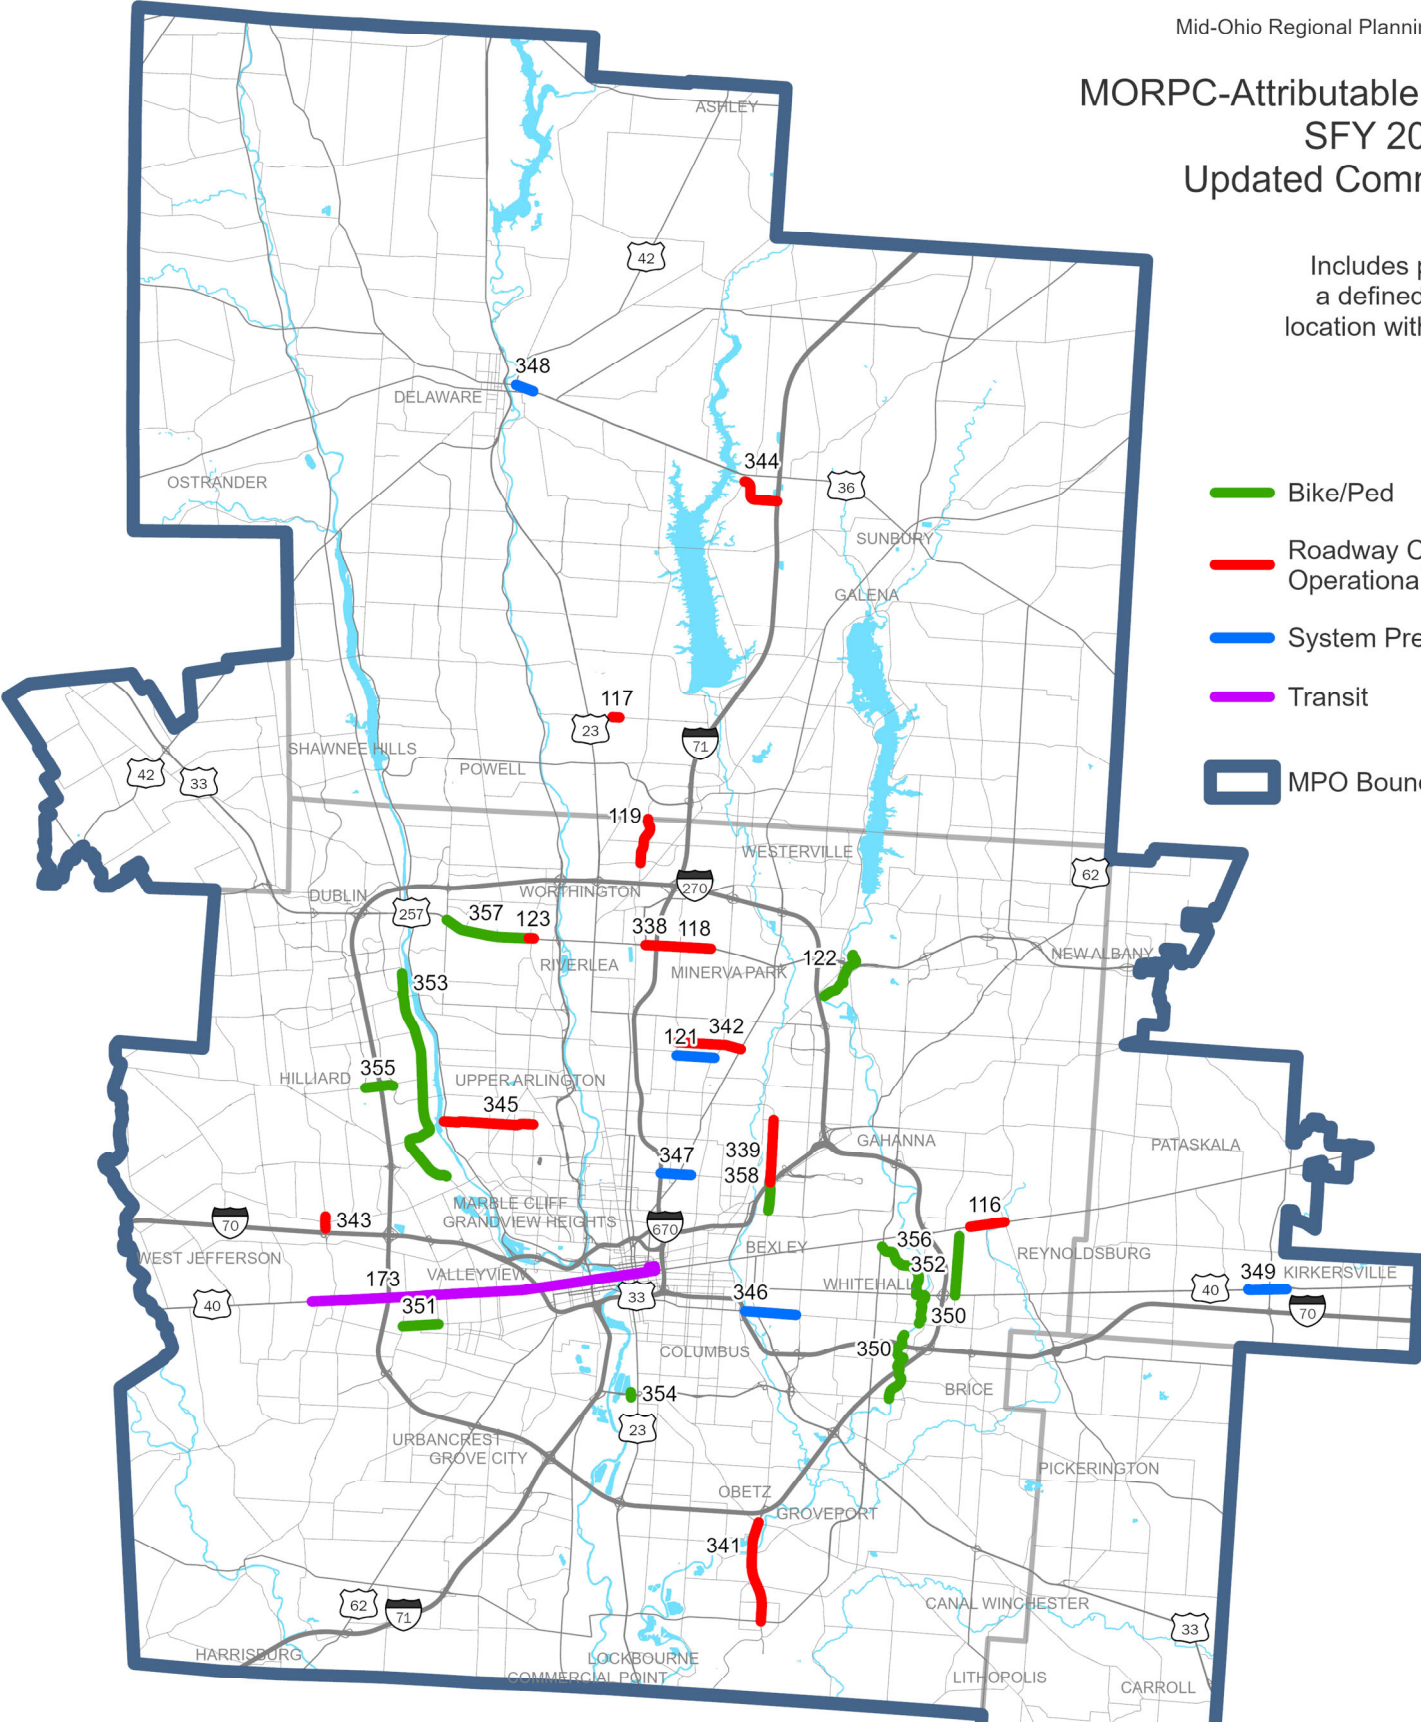 Mid-Ohio Regional Plannin
MORPC-Attributable
SFY 20
Updated Comm
Includes p
a defined
location with
Bike/Ped
Roadway C
Operationa
System Pre
Transit
MPO Bound
ASHLEY
42
348
DELAWARE
344
36
OSTRANDER
SUNBURY
GALENA
117
23
71
SHAWNEE HILLS
42
33
POWELL
119
WESTERVILLE
62
270
DUBLIN
WORTHINGTON
257
357
123
338
118
122
NEW ALBANY
RIVERLEA
MINERVA PARK
353
121
342
355
HILLIARD
UPPER ARLINGTON
345
339
GAHANNA
PATASKALA
347
358
MARBLE CLIFF
116
70
343
GRANDVIEW HEIGHTS
670
356
WEST JEFFERSON
BEXLEY
REYNOLDSBURG
352
173
VALLEYVIEW
WHITEHALL
349
KIRKERSVILLE
40
33
346
40
351
350
70
COLUMBUS
350
354
BRICE
23
URBANCREST
GROVE CITY
PICKERINGTON
OBETZ
GROVEPORT
341
62
71
CANAL WINCHESTER
33
HARRISBURG
LOCKBOURNE
COMMERCIAL POINT
LITHOPOLIS
CARROLL